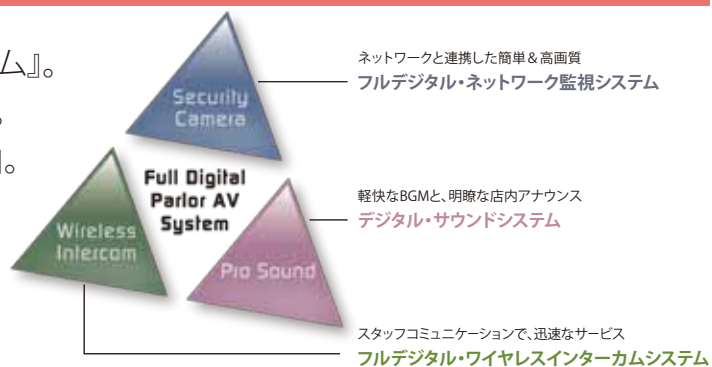 ム』。
。
。
Security
Camera
Full Digital
Parlor AV
System
Wireless
Intercom
Pro Sound
ネットワークと連携した簡単＆高画質
フルデジタル・ネットワーク監視システム
軽快なBGMと、明瞭な店内アナウンス
デジタル・サウンドシステム
スタッフコミュニケーションで、迅速なサービス
フルデジタル・ワイヤレスインターカムシステム